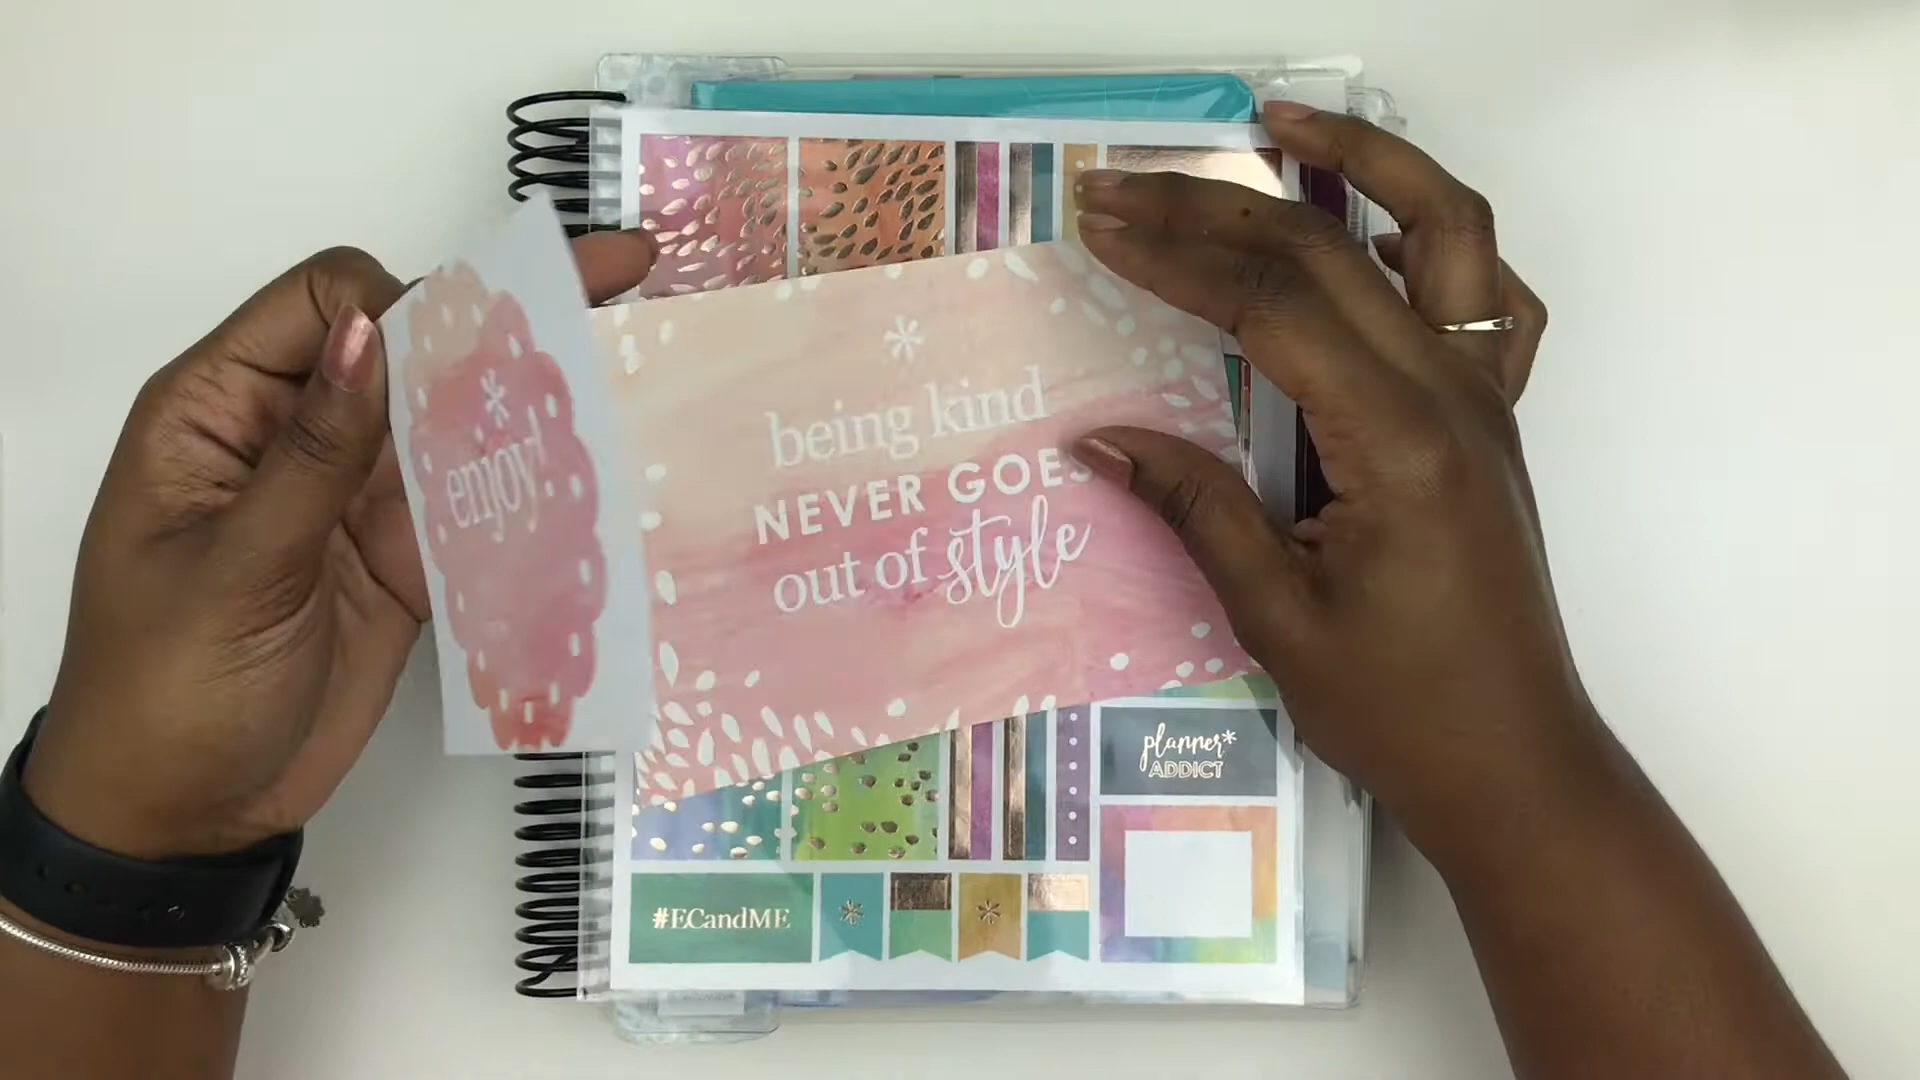 enjoy!
being kind
NEVER GOES
out of style
planner*
ADDICT
#ECandME